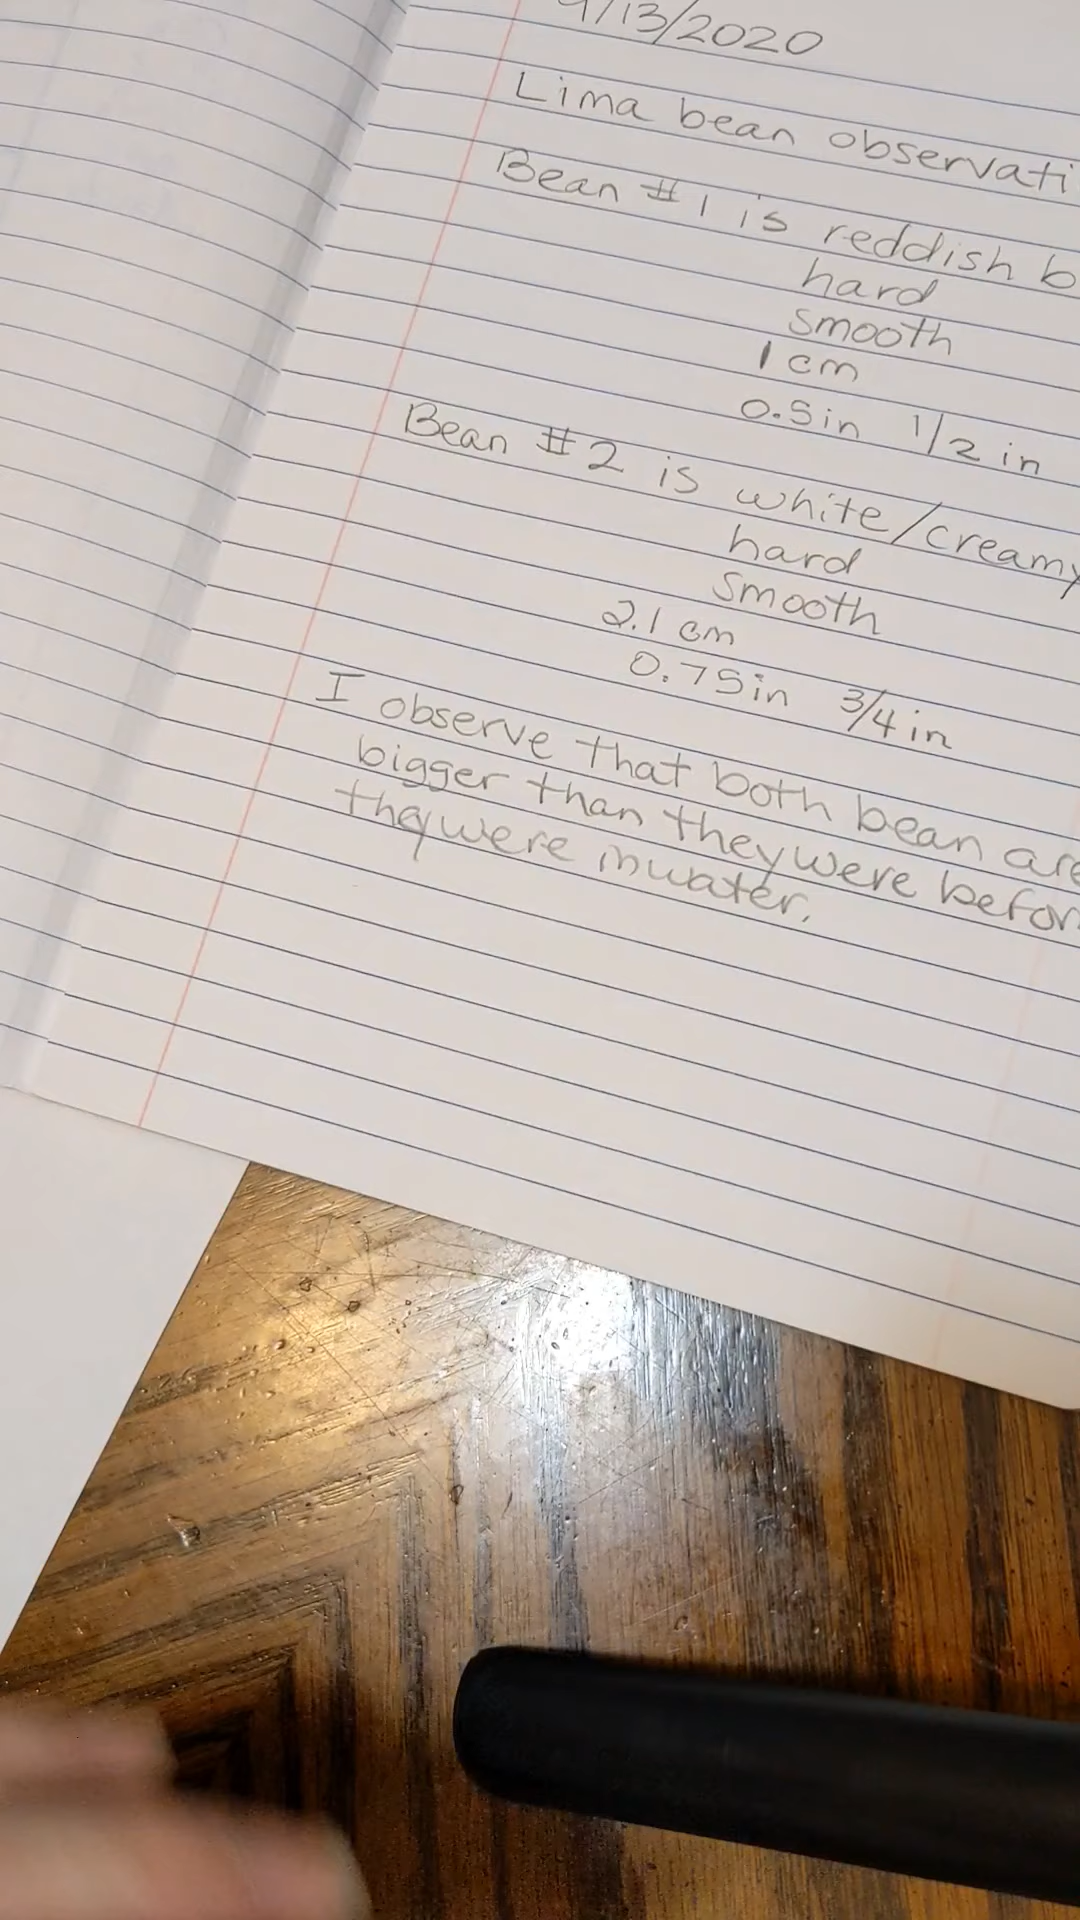 9/13/2020
Lima bean observati
Bean #1 is reddish b
hard
smooth
1 cm
0.5in 1/2 in
Bean #2 is white/creamy
hard
smooth
2.1 cm
0.75in 3/4 in
I observe that both bean are
bigger than they were befor
they were in water.